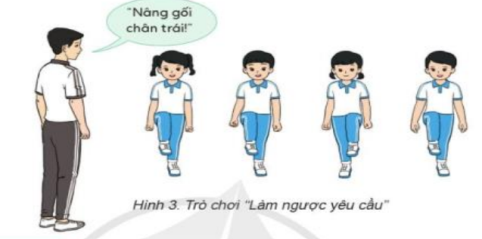 "Nâng gối
chân trái!"
Hình 3. Trò chơi "Làm ngược yêu cầu"